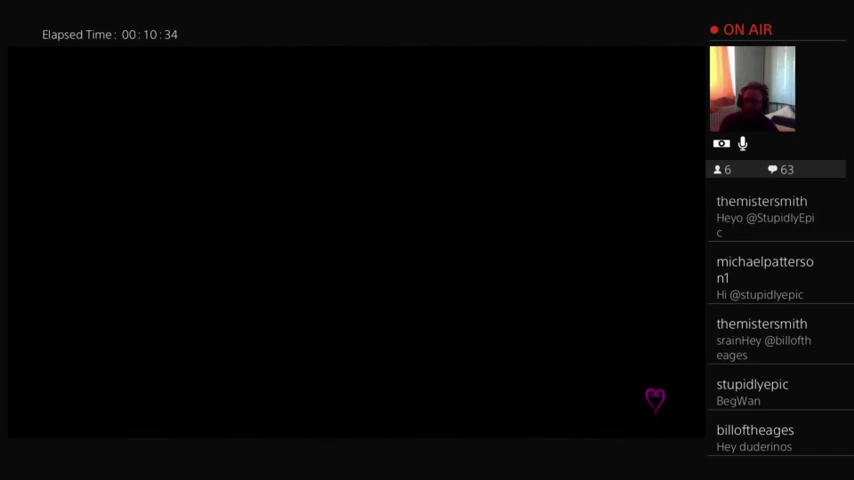 Elapsed Time: 00:10:34
ON AIR
6 63
themistersmith
Heyo @StupidlyEpi
c
michaelpatterso
n1
Hi @stupidlyepic
themistersmith
srainHey @billofth
eages
stupidlyepic
BegWan
billoftheages
Hey duderinos